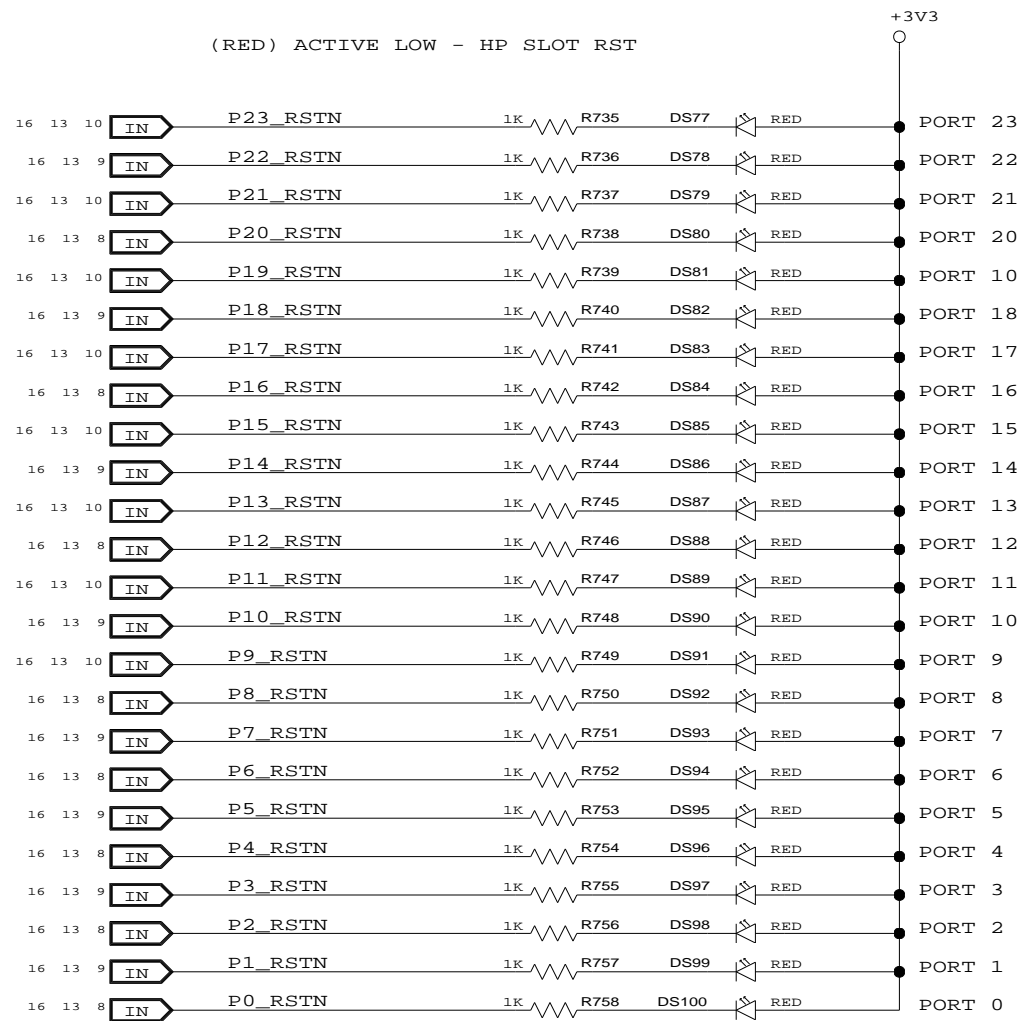 +3V3
(RED) ACTIVE LOW - HP SLOT RST
16 13 10 IN P23_RSTN 1K R735 DS77 RED PORT 23
16 13 9 IN P22_RSTN 1K R736 DS78 RED PORT 22
16 13 10 IN P21_RSTN 1K R737 DS79 RED PORT 21
16 13 8 IN P20_RSTN 1K R738 DS80 RED PORT 20
16 13 10 IN P19_RSTN 1K R739 DS81 RED PORT 10
16 13 9 IN P18_RSTN 1K R740 DS82 RED PORT 18
16 13 10 IN P17_RSTN 1K R741 DS83 RED PORT 17
16 13 8 IN P16_RSTN 1K R742 DS84 RED PORT 16
16 13 10 IN P15_RSTN 1K R743 DS85 RED PORT 15
16 13 9 IN P14_RSTN 1K R744 DS86 RED PORT 14
16 13 10 IN P13_RSTN 1K R745 DS87 RED PORT 13
16 13 8 IN P12_RSTN 1K R746 DS88 RED PORT 12
16 13 10 IN P11_RSTN 1K R747 DS89 RED PORT 11
16 13 9 IN P10_RSTN 1K R748 DS90 RED PORT 10
16 13 10 IN P9_RSTN 1K R749 DS91 RED PORT 9
16 13 8 IN P8_RSTN 1K R750 DS92 RED PORT 8
16 13 9 IN P7_RSTN 1K R751 DS93 RED PORT 7
16 13 8 IN P6_RSTN 1K R752 DS94 RED PORT 6
16 13 9 IN P5_RSTN 1K R753 DS95 RED PORT 5
16 13 8 IN P4_RSTN 1K R754 DS96 RED PORT 4
16 13 9 IN P3_RSTN 1K R755 DS97 RED PORT 3
16 13 8 IN P2_RSTN 1K R756 DS98 RED PORT 2
16 13 9 IN P1_RSTN 1K R757 DS99 RED PORT 1
16 13 8 IN P0_RSTN 1K R758 DS100 RED PORT 0